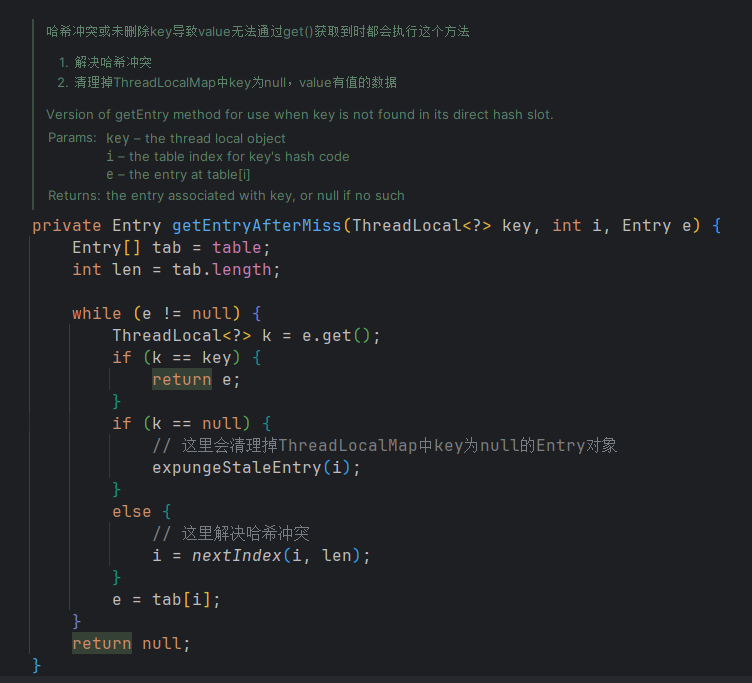 哈希冲突或未删除key导致value无法通过get()获取到时都会执行这个方法
1. 解决哈希冲突
2. 清理掉ThreadLocalMap中key为null，value有值的数据
Version of getEntry method for use when key is not found in its direct hash slot.
Params: key – the thread local object
i – the table index for key's hash code
e – the entry at table[i]
Returns: the entry associated with key, or null if no such
private Entry getEntryAfterMiss(ThreadLocal<?> key, int i, Entry e) {
    Entry[] tab = table;
    int len = tab.length;

    while (e != null) {
        ThreadLocal<?> k = e.get();
        if (k == key) {
            return e;
        }
        if (k == null) {
            // 这里会清理掉ThreadLocalMap中key为null的Entry对象
            expungeStaleEntry(i);
        }
        else {
            // 这里解决哈希冲突
            i = nextIndex(i, len);
        }
        e = tab[i];
    }
    return null;
}